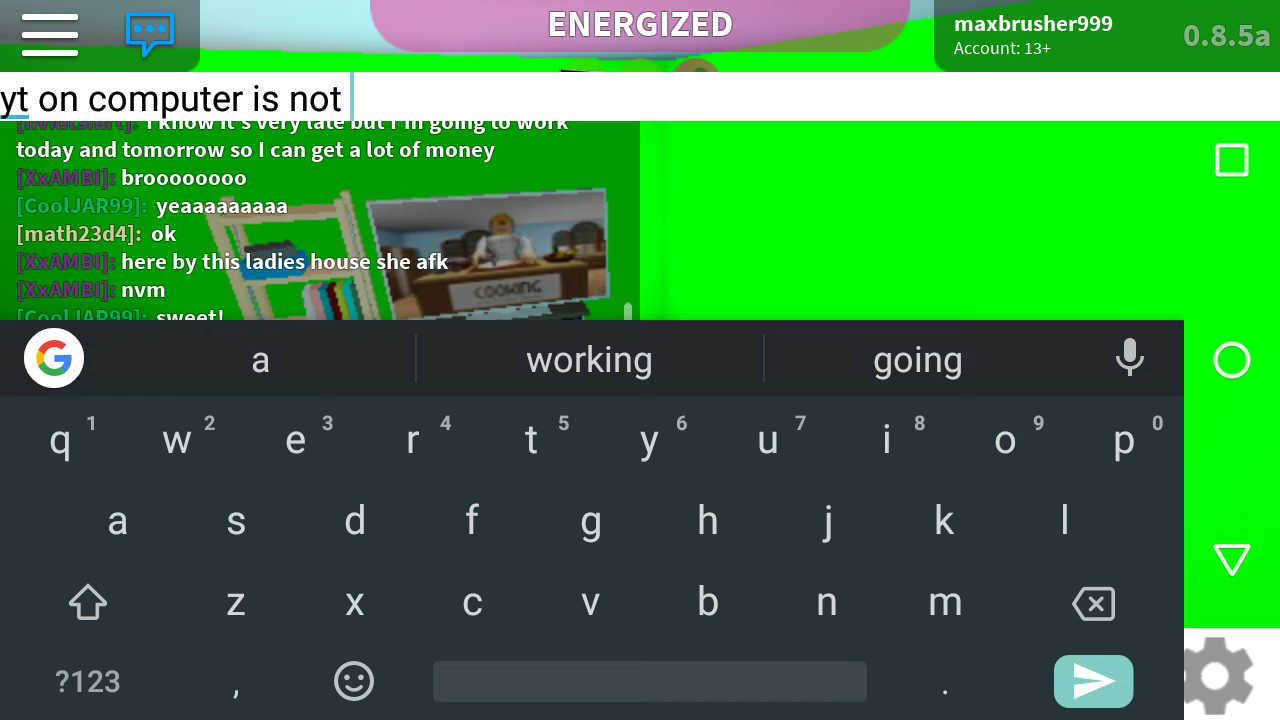 ENERGIZED
maxbrusher999
Account: 13+
0.8.5a
yt on computer is not
I know it's very late but I'm going to work
today and tomorrow so I can get a lot of money
[XxAMBI]: broooooooo
[CoolJAR99]: yeaaaaaaaaa
[math23d4]: ok
[XxAMBI]: here by this ladies house she afk
[XxAMBI]: nvm
[CoolJAR99]: sweet!
COOKING
G a working going
q 1 w 2 e 3 r 4 t 5 y 6 u 7 i 8 o 9 p 0
a s d f g h j k l
z x c v b n m
?123 , .